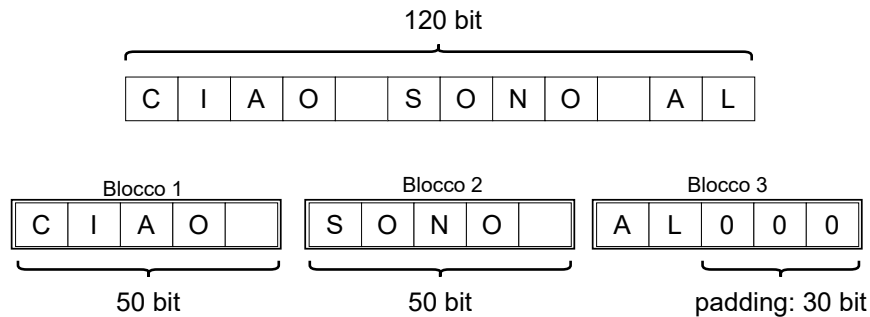 120 bit
C I A O S O N O A L
Blocco 1 Blocco 2 Blocco 3
C I A O S O N O A L 0 0 0
50 bit 50 bit padding: 30 bit